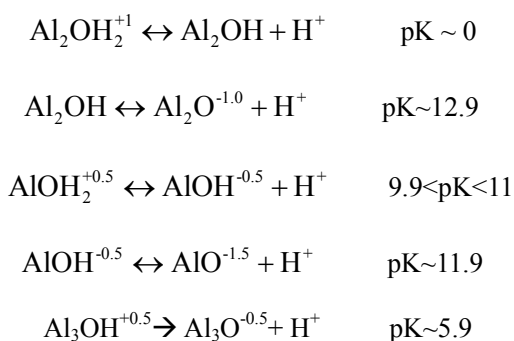 Al₂OH₂⁺¹ ↔ Al₂OH + H⁺ pK ~ 0
Al₂OH ↔ Al₂O⁻¹·⁰ + H⁺ pK~12.9
AlOH₂⁺⁰·⁵ ↔ AlOH⁻⁰·⁵ + H⁺ 9.9<pK<11
AlOH⁻⁰·⁵ ↔ AlO⁻¹·⁵ + H⁺ pK~11.9
Al₃OH⁺⁰·⁵ → Al₃O⁻⁰·⁵ + H⁺ pK~5.9